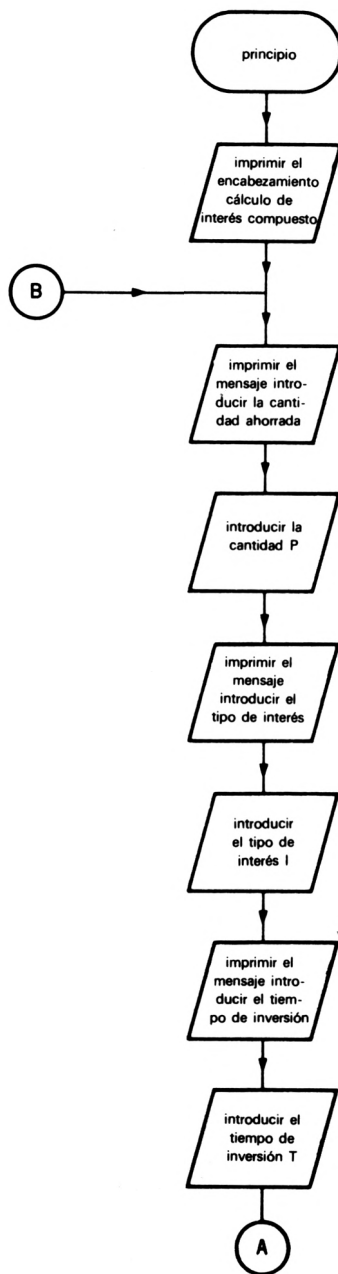 principio
imprimir el
encabezamiento
cálculo de
interés compuesto
B
imprimir el
mensaje intro-
ducir la canti-
dad ahorrada
introducir la
cantidad P
imprimir el
mensaje
introducir el
tipo de interés
introducir
el tipo de
interés I
imprimir el
mensaje intro-
ducir el tiem-
po de inversión
introducir el
tiempo de
inversión T
A